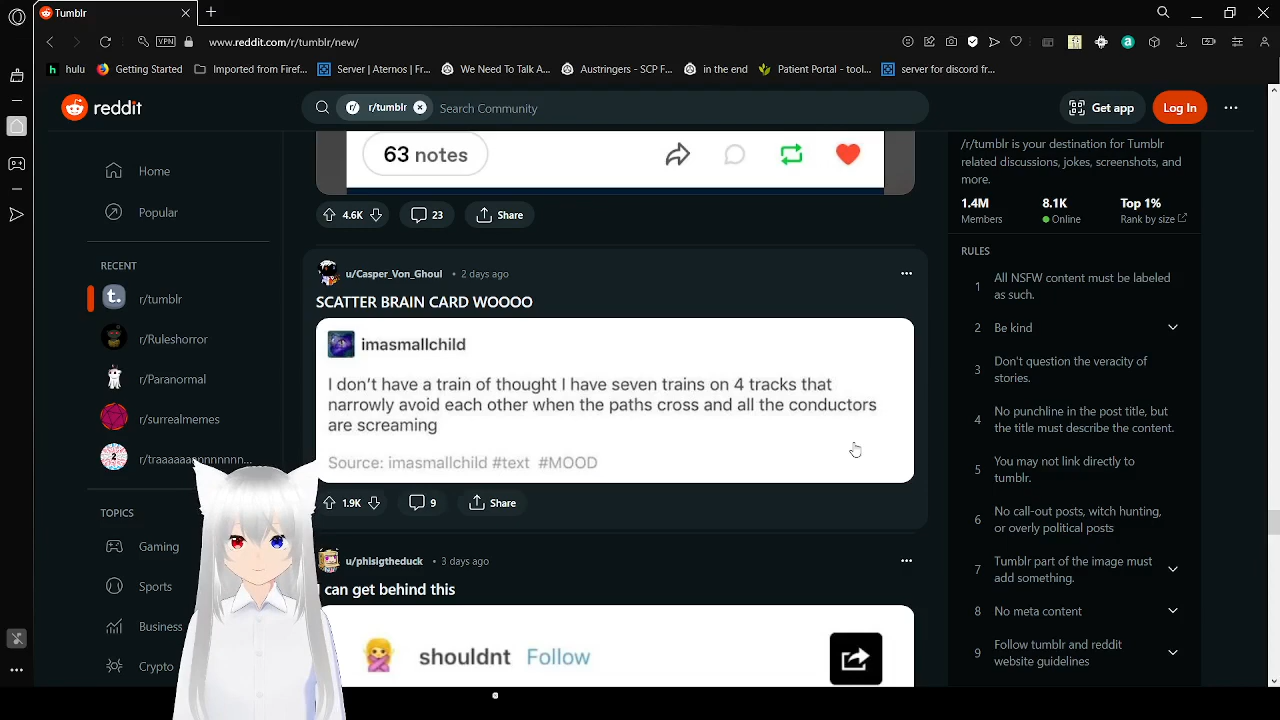 Tumblr
VPN
www.reddit.com/r/tumblr/new/
hulu
Getting Started
Imported from Firef...
Server | Aternos | Fr...
We Need To Talk A...
Austringers - SCP F...
in the end
Patient Portal - tool...
server for discord fr...
reddit
r/tumblr
Search Community
Get app
Log In
Home
Popular
RECENT
r/tumblr
r/Ruleshorror
r/Paranormal
r/surrealmemes
r/traaaaaannnnnnn...
TOPICS
Gaming
Sports
Business
Crypto
63 notes
4.6K
23
Share
u/Casper_Von_Ghoul • 2 days ago
SCATTER BRAIN CARD WOOOO
imasmallchild
I don't have a train of thought I have seven trains on 4 tracks that
narrowly avoid each other when the paths cross and all the conductors
are screaming
Source: imasmallchild #text #MOOD
1.9K
9
Share
u/phisigtheduck • 3 days ago
can get behind this
shouldnt Follow
/r/tumblr is your destination for Tumblr
related discussions, jokes, screenshots, and
more.
1.4M
Members
8.1K
Online
Top 1%
Rank by size
RULES
1 All NSFW content must be labeled
as such.
2 Be kind
3 Don't question the veracity of
stories.
4 No punchline in the post title, but
the title must describe the content.
5 You may not link directly to
tumblr.
6 No call-out posts, witch hunting,
or overly political posts
7 Tumblr part of the image must
add something.
8 No meta content
9 Follow tumblr and reddit
website guidelines